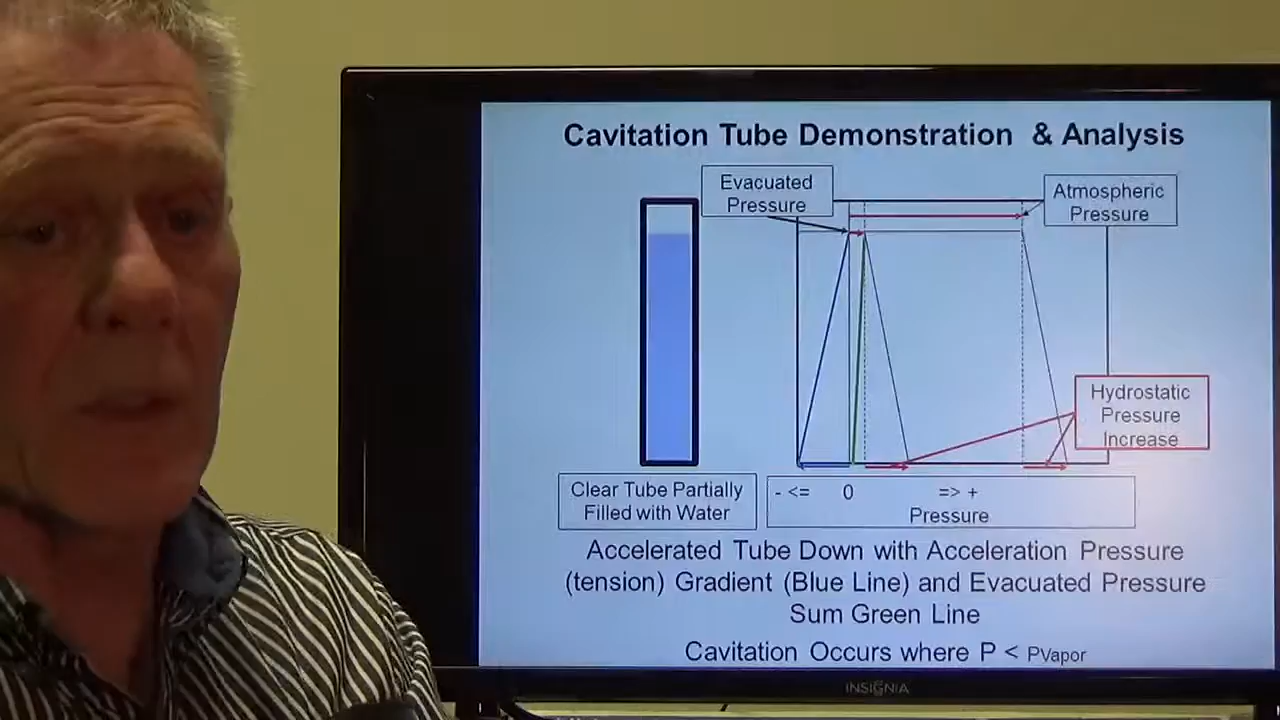 Cavitation Tube Demonstration & Analysis
Evacuated
Pressure
Atmospheric
Pressure
Hydrostatic
Pressure
Increase
Clear Tube Partially
Filled with Water
- <= 0 => +
Pressure
Accelerated Tube Down with Acceleration Pressure
(tension) Gradient (Blue Line) and Evacuated Pressure
Sum Green Line
Cavitation Occurs where P < PVapor
INSIGNIA